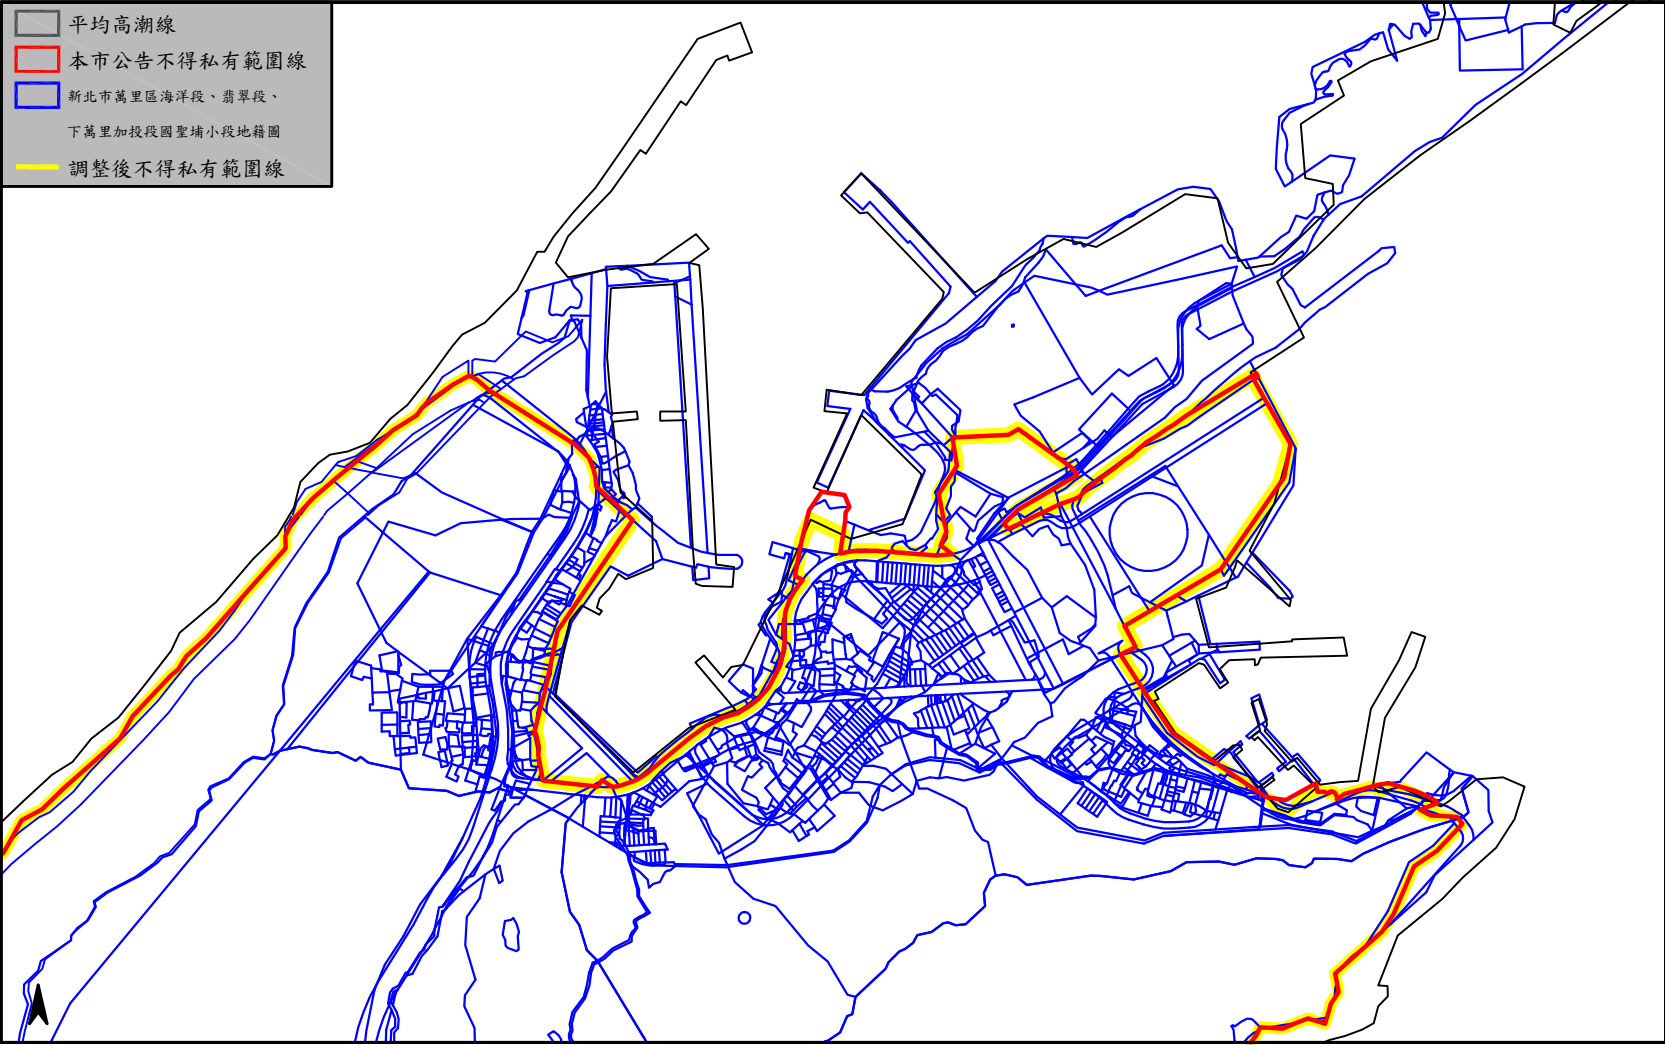 平均高潮線
本市公告不得私有範圍線
新北市萬里區海洋段、翡翠段、
下萬里加投段國聖埔小段地籍圖
調整後不得私有範圍線